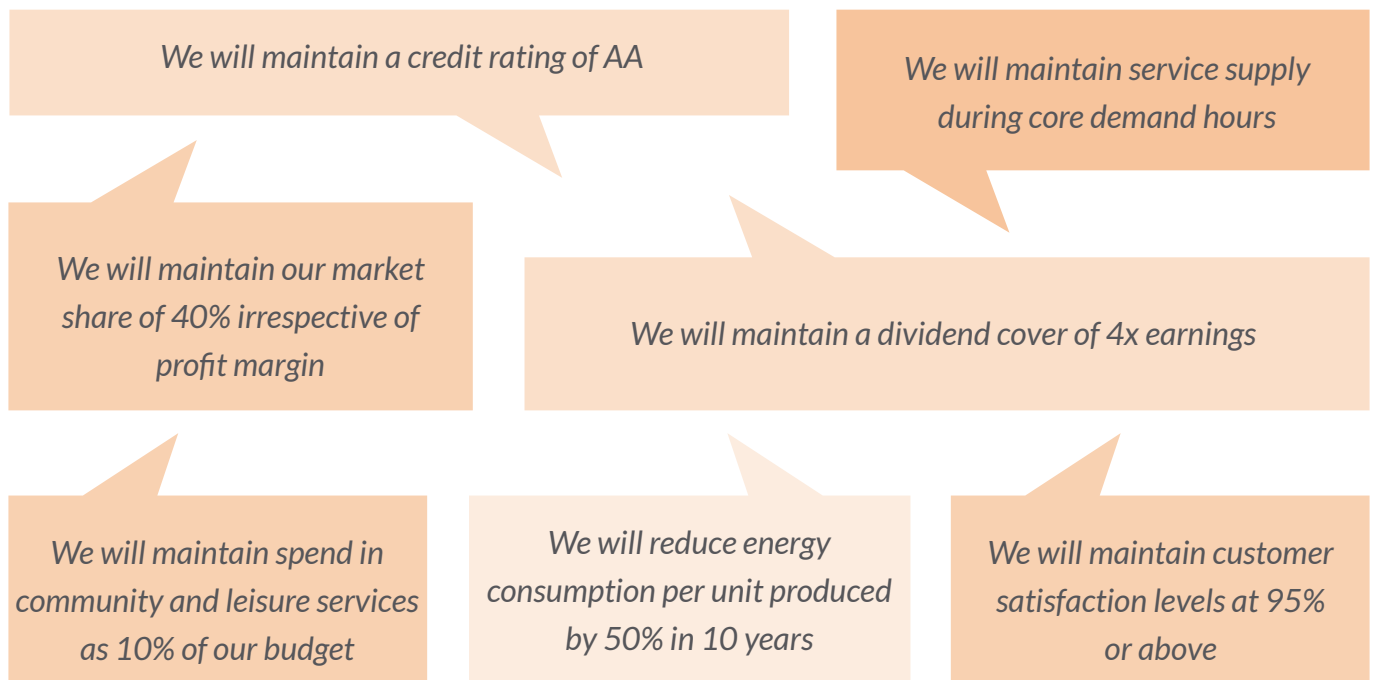 We will maintain a credit rating of AA
We will maintain service supply
during core demand hours
We will maintain our market
share of 40% irrespective of
profit margin
We will maintain a dividend cover of 4x earnings
We will maintain spend in
community and leisure services
as 10% of our budget
We will reduce energy
consumption per unit produced
by 50% in 10 years
We will maintain customer
satisfaction levels at 95%
or above